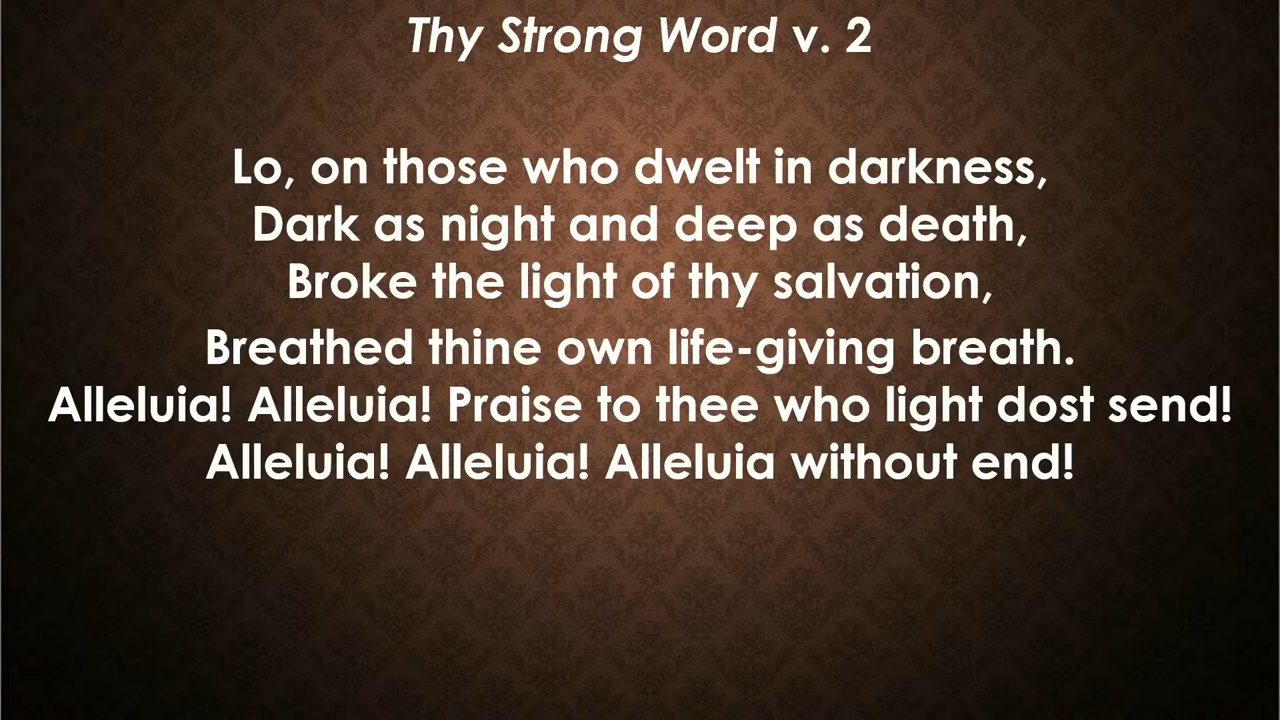 Thy Strong Word v. 2
Lo, on those who dwelt in darkness,
Dark as night and deep as death,
Broke the light of thy salvation,
Breathed thine own life-giving breath.
Alleluia! Alleluia! Praise to thee who light dost send!
Alleluia! Alleluia! Alleluia without end!